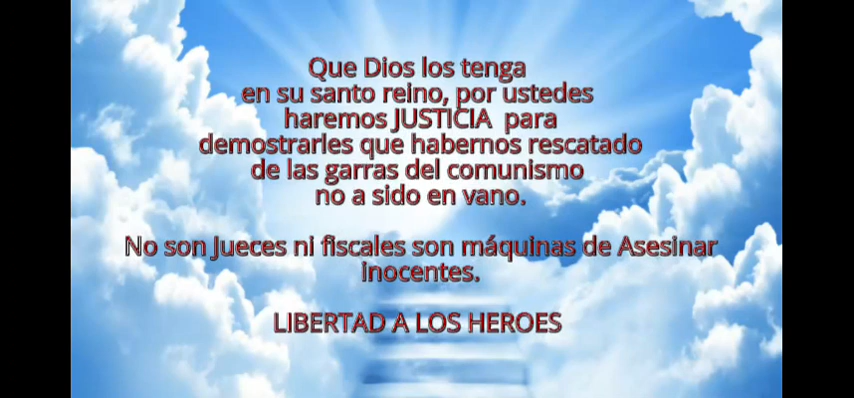 Que Dios los tenga
en su santo reino, por ustedes
haremos JUSTICIA para
demostrarles que habernos rescatado
de las garras del comunismo
no a sido en vano.
No son Jueces ni fiscales son máquinas de Asesinar
inocentes.
LIBERTAD A LOS HEROES